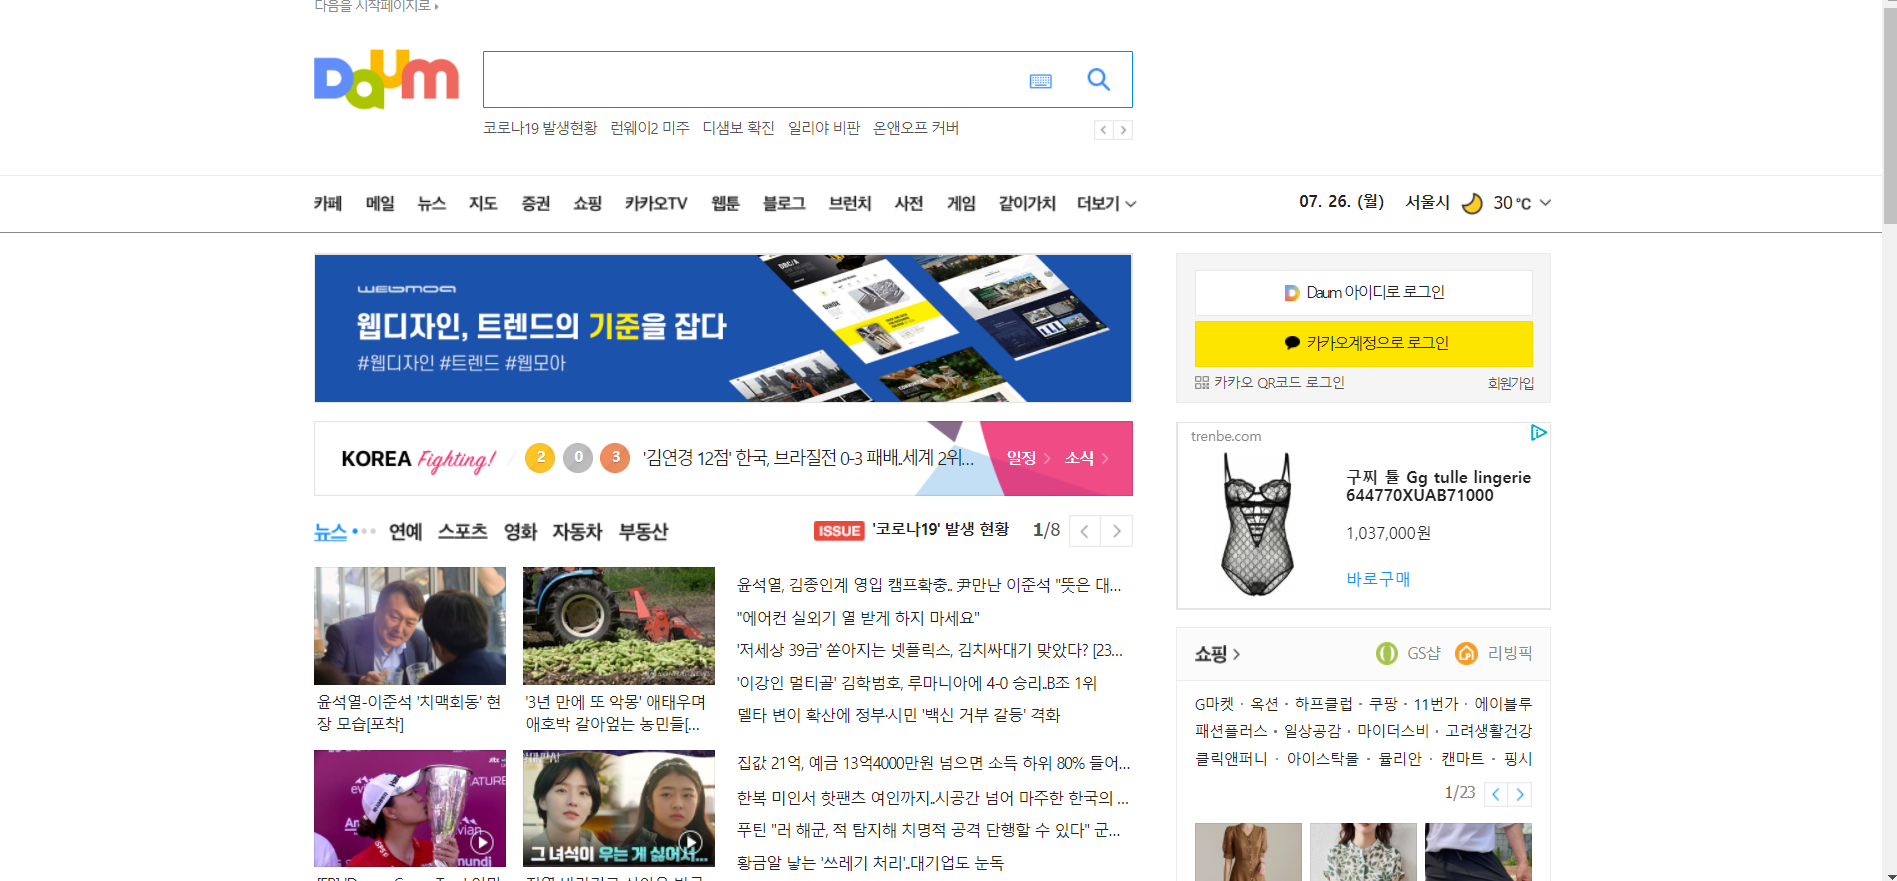 다음을 시작페이지로
Daum
코로나19 발생현황 런웨이2 미주 디샘보 확진 일리야 비판 온앤오프 커버
카페 메일 뉴스 지도 증권 쇼핑 카카오TV 웹툰 블로그 브런치 사전 게임 같이가치 더보기
07. 26. (월) 서울시 30 °C
WEBMOA
웹디자인, 트렌드의 기준을 잡다
#웹디자인 #트렌드 #웹모아
Daum 아이디로 로그인
카카오계정으로 로그인
카카오 QR코드 로그인 회원가입
KOREA Fighting! 2 0 3 '김연경 12점' 한국, 브라질전 0-3 패배..세계 2위... 일정 소식
trenbe.com
구찌 튤 Gg tulle lingerie
644770XUAB71000
1,037,000원
바로구매
뉴스 연예 스포츠 영화 자동차 부동산
ISSUE '코로나19' 발생 현황 1/8
윤석열-이준석 '치맥회동' 현
장 모습[포착]
'3년 만에 또 악몽' 애태우며
애호박 갈아엎는 농민들[...
그 녀석이 우는 게 싫어서...
윤석열, 김종인계 영입 캠프확충.. 尹만난 이준석 "뜻은 대...
"에어컨 실외기 열 받게 하지 마세요"
'저세상 39금' 쏟아지는 넷플릭스, 김치싸대기 맞았다? [23...
'이강인 멀티골' 김학범호, 루마니아에 4-0 승리..B조 1위
델타 변이 확산에 정부·시민 '백신 거부 갈등' 격화
집값 21억, 예금 13억4000만원 넘으면 소득 하위 80% 들어...
한복 미인서 핫팬츠 여인까지..시공간 넘어 마주한 한국의 ...
푸틴 "러 해군, 적 탐지해 치명적 공격 단행할 수 있다" 군...
황금알 낳는 '쓰레기 처리'..대기업도 눈독
쇼핑 GS샵 리빙픽
G마켓 · 옥션 · 하프클럽 · 쿠팡 · 11번가 · 에이블루
패션플러스 · 일상공감 · 마이더스비 · 고려생활건강
클릭앤퍼니 · 아이스탁몰 · 율리안 · 캔마트 · 핑시
1/23